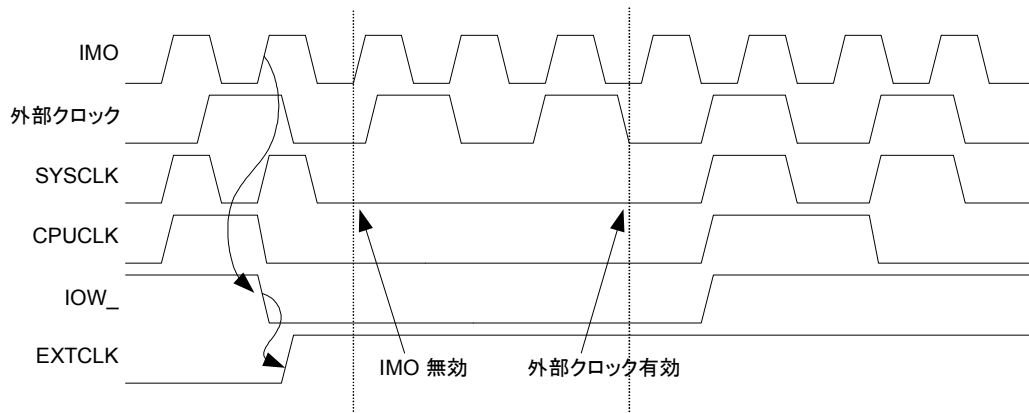 IMO
外部クロック
SYSCLK
CPUCLK
IOW_
EXTCLK
IMO 無効
外部クロック有効